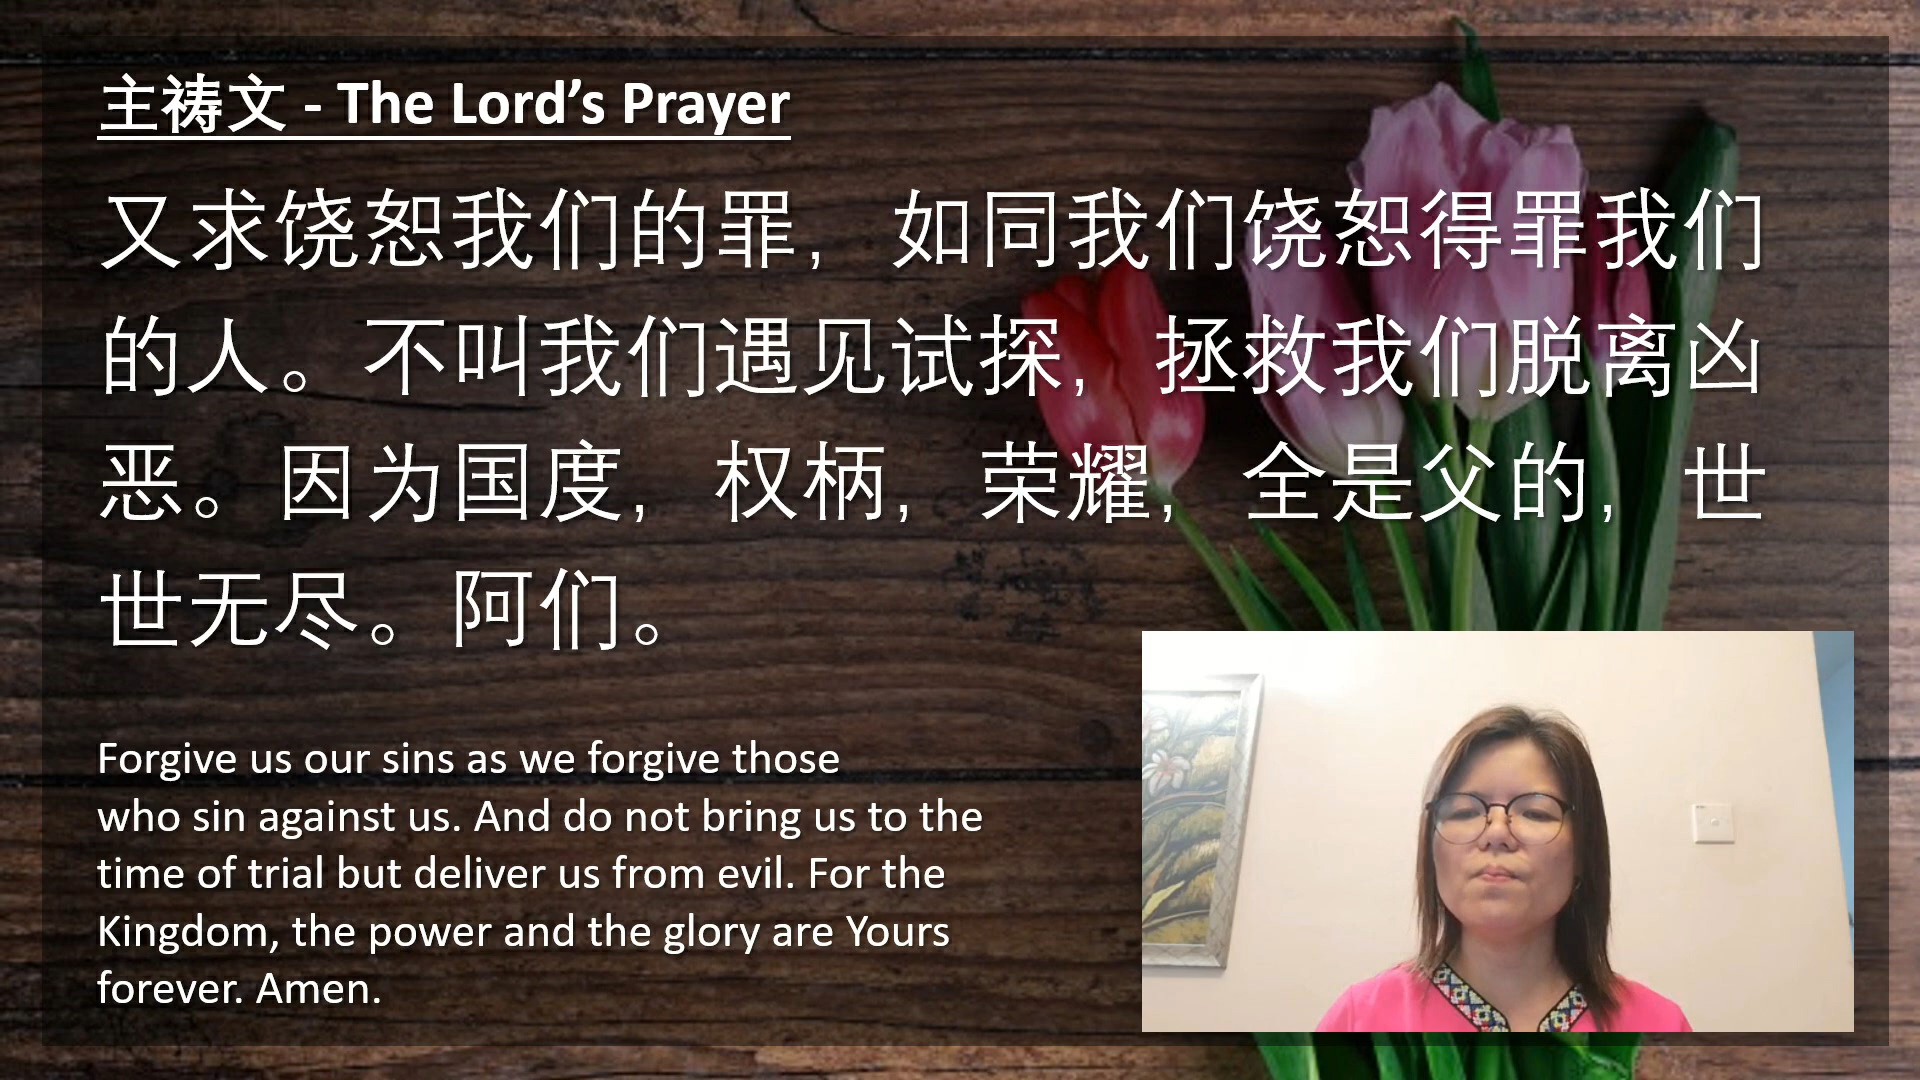 主祷文 - The Lord’s Prayer
又求饶恕我们的罪，如同我们饶恕得罪我们
的人。不叫我们遇见试探，拯救我们脱离凶
恶。因为国度，权柄，荣耀，全是父的，世
世无尽。阿们。
Forgive us our sins as we forgive those
who sin against us. And do not bring us to the
time of trial but deliver us from evil. For the
Kingdom, the power and the glory are Yours
forever. Amen.